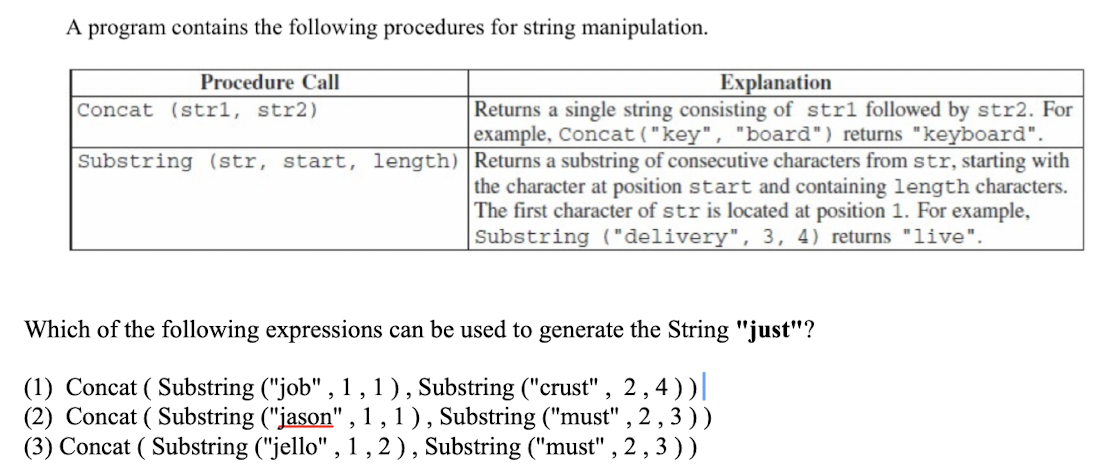 A program contains the following procedures for string manipulation.
Procedure Call Explanation
Concat (str1, str2) Returns a single string consisting of str1 followed by str2. For
example, Concat("key", "board") returns "keyboard".
Substring (str, start, length) Returns a substring of consecutive characters from str, starting with
the character at position start and containing length characters.
The first character of str is located at position 1. For example,
Substring ("delivery", 3, 4) returns "live".
Which of the following expressions can be used to generate the String "just"?
(1) Concat ( Substring ("job" , 1 , 1 ) , Substring ("crust" , 2 , 4 ) )
(2) Concat ( Substring ("jason" , 1 , 1 ) , Substring ("must" , 2 , 3 ) )
(3) Concat ( Substring ("jello" , 1 , 2 ) , Substring ("must" , 2 , 3 ) )